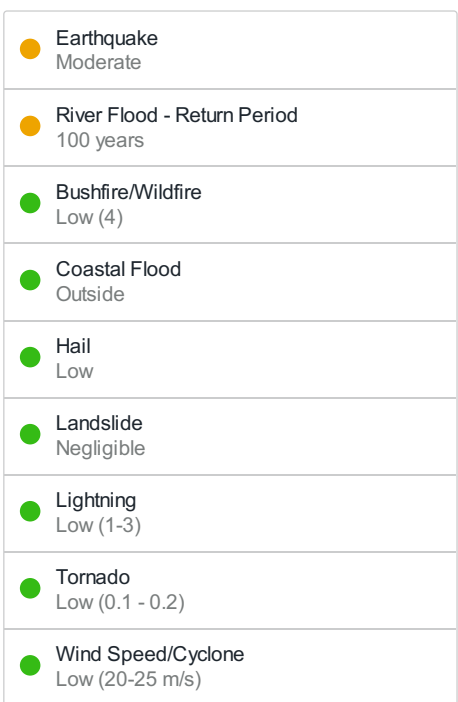 Earthquake
Moderate
River Flood - Return Period
100 years
Bushfire/Wildfire
Low (4)
Coastal Flood
Outside
Hail
Low
Landslide
Negligible
Lightning
Low (1-3)
Tornado
Low (0.1 - 0.2)
Wind Speed/Cyclone
Low (20-25 m/s)